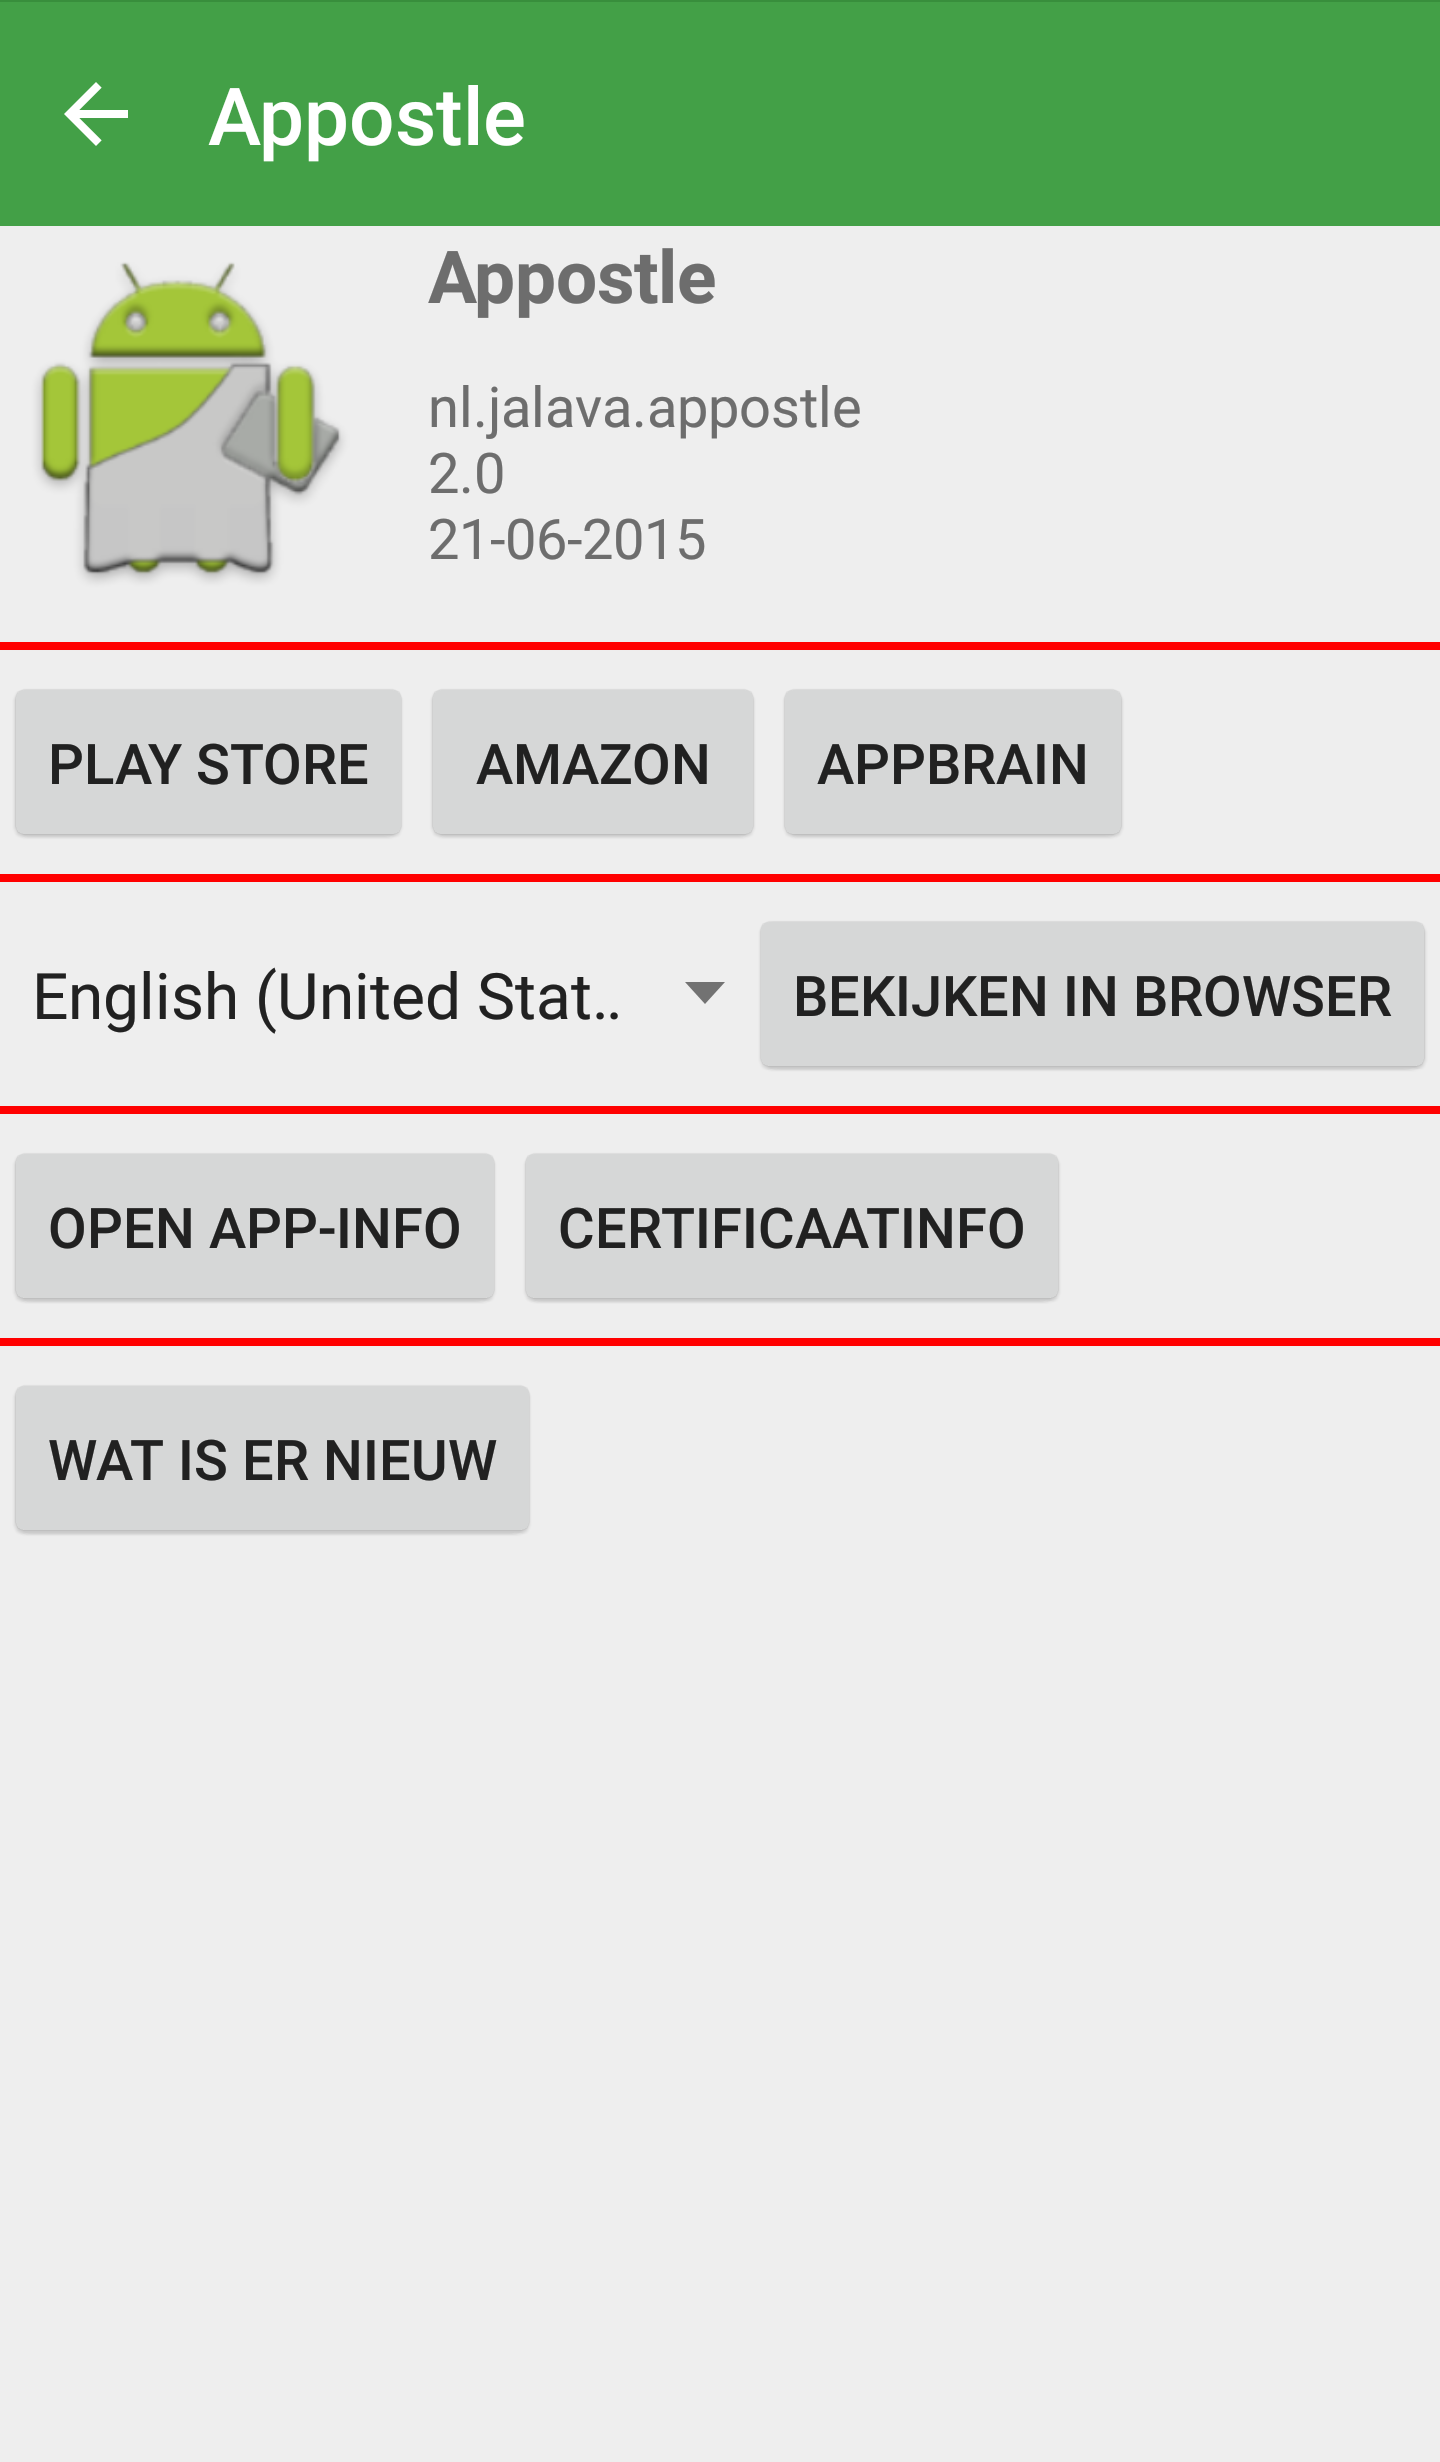 Appostle
Appostle
nl.jalava.appostle
2.0
21-06-2015
PLAY STORE
AMAZON
APPBRAIN
English (United Stat..
BEKIJKEN IN BROWSER
OPEN APP-INFO
CERTIFICAATINFO
WAT IS ER NIEUW